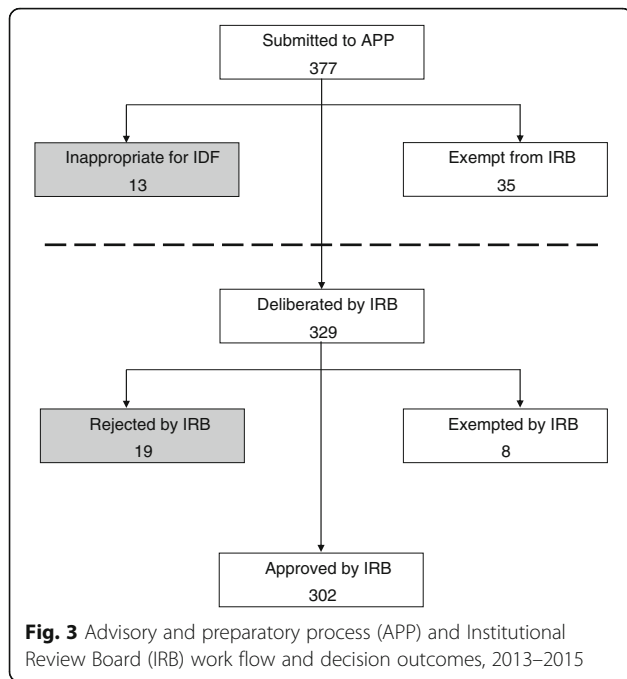 Submitted to APP
377
Inappropriate for IDF
13
Exempt from IRB
35
Deliberated by IRB
329
Rejected by IRB
19
Exempted by IRB
8
Approved by IRB
302
Fig. 3 Advisory and preparatory process (APP) and Institutional
Review Board (IRB) work flow and decision outcomes, 2013–2015